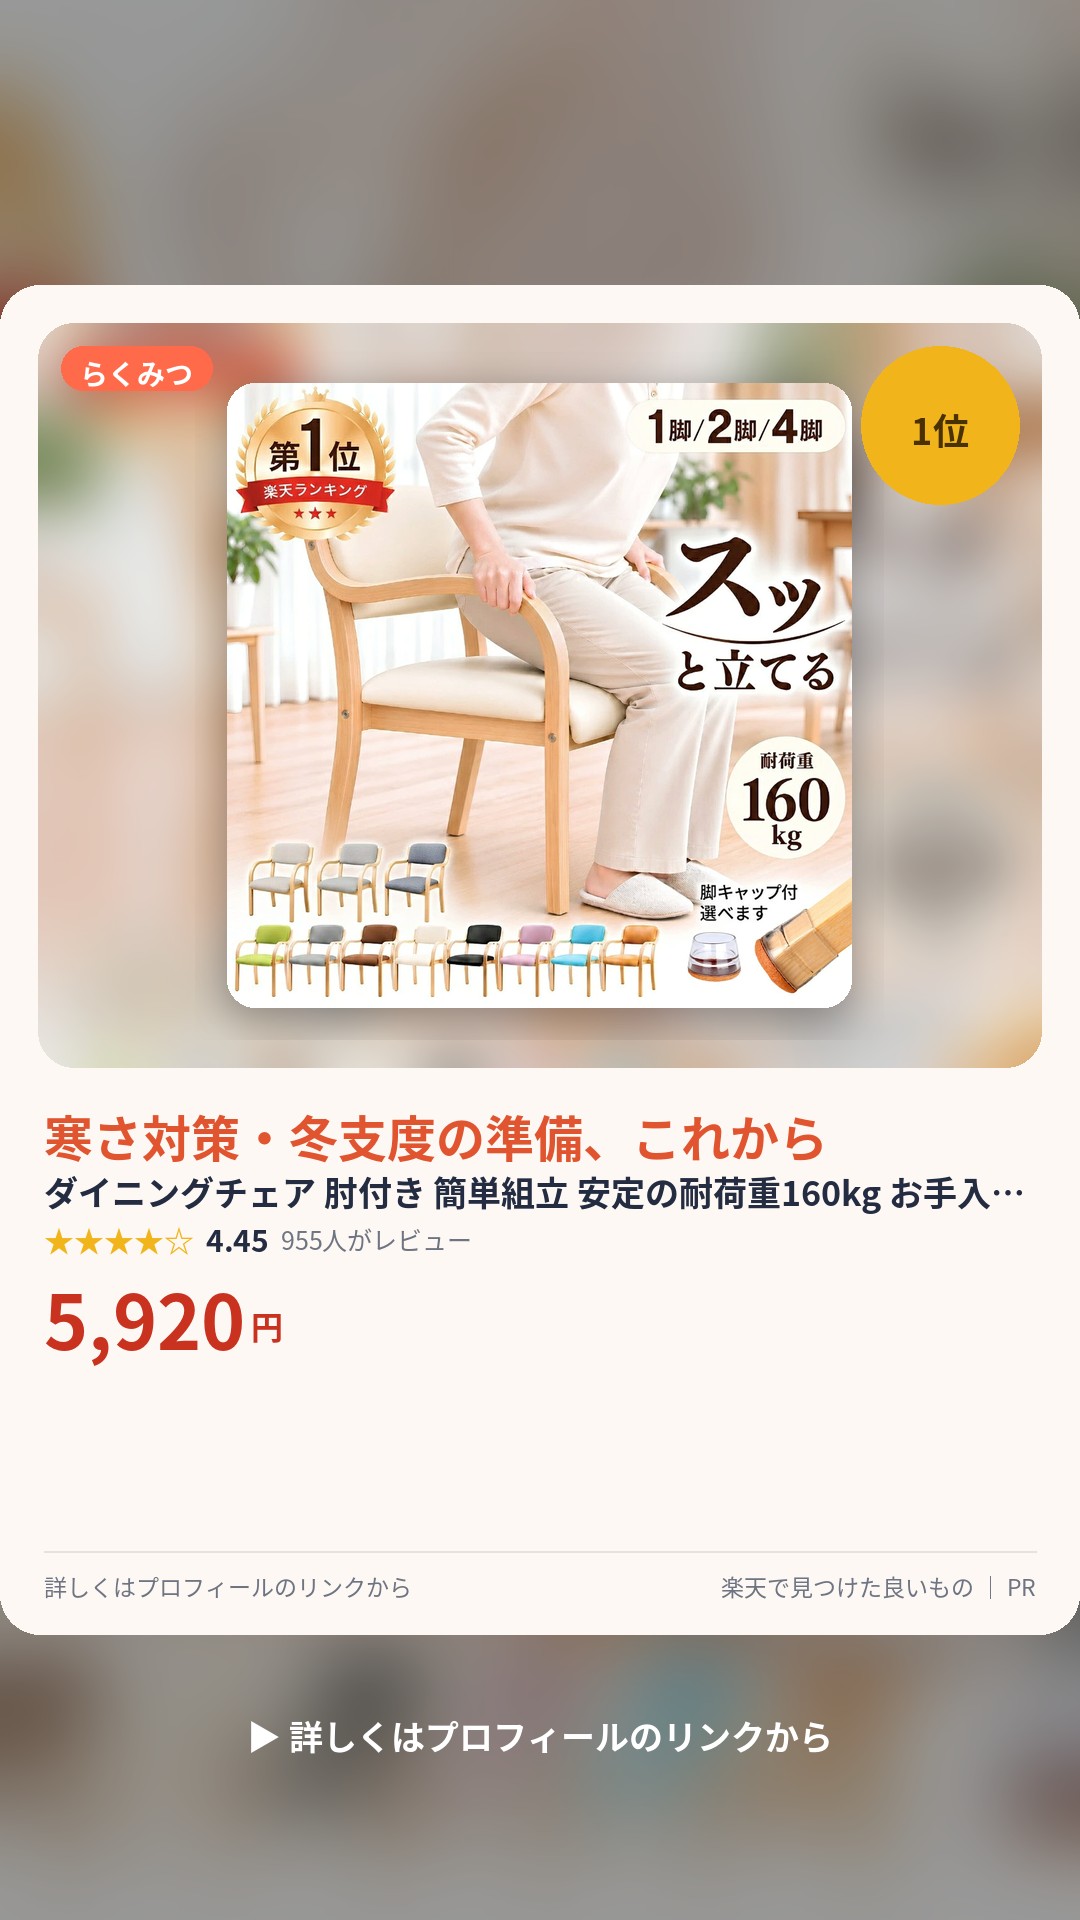 らくみつ
1位
第1位
楽天ランキング
1脚/2脚/4脚
スッ
と立てる
耐荷重
160
kg
脚キャップ付
選べます
寒さ対策・冬支度の準備、これから
ダイニングチェア 肘付き 簡単組立 安定の耐荷重160kg お手入…
★★★★☆ 4.45 955人がレビュー
5,920円
詳しくはプロフィールのリンクから
楽天で見つけた良いもの | PR
▶ 詳しくはプロフィールのリンクから